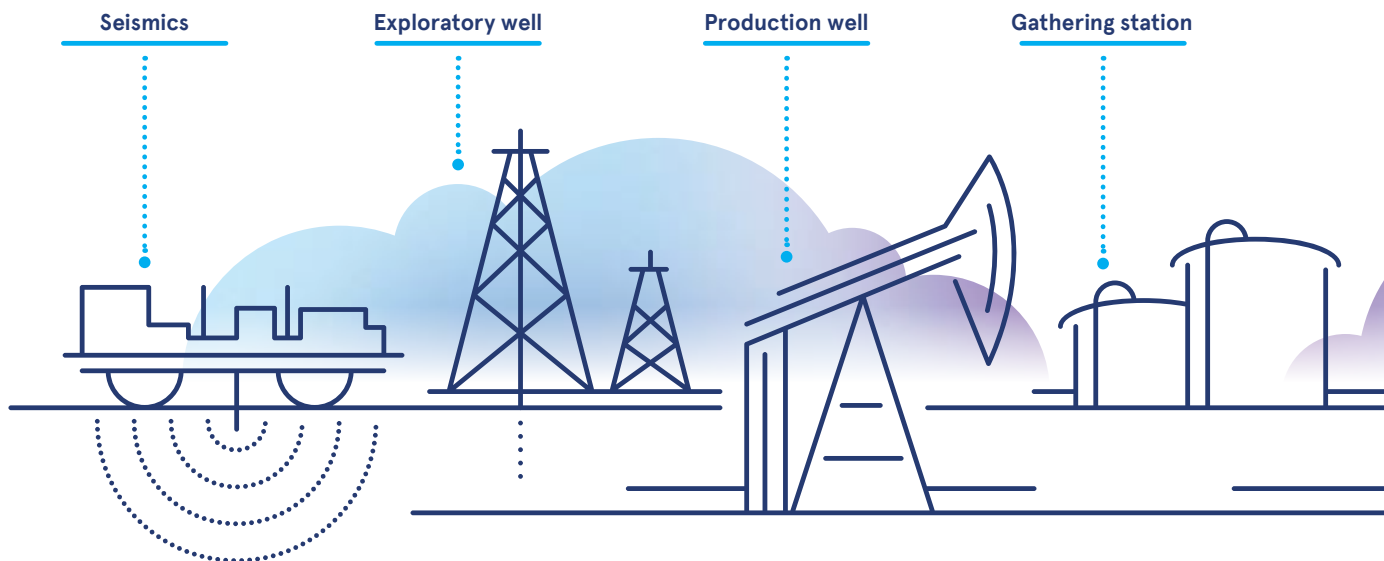 Seismics
Exploratory well
Production well
Gathering station